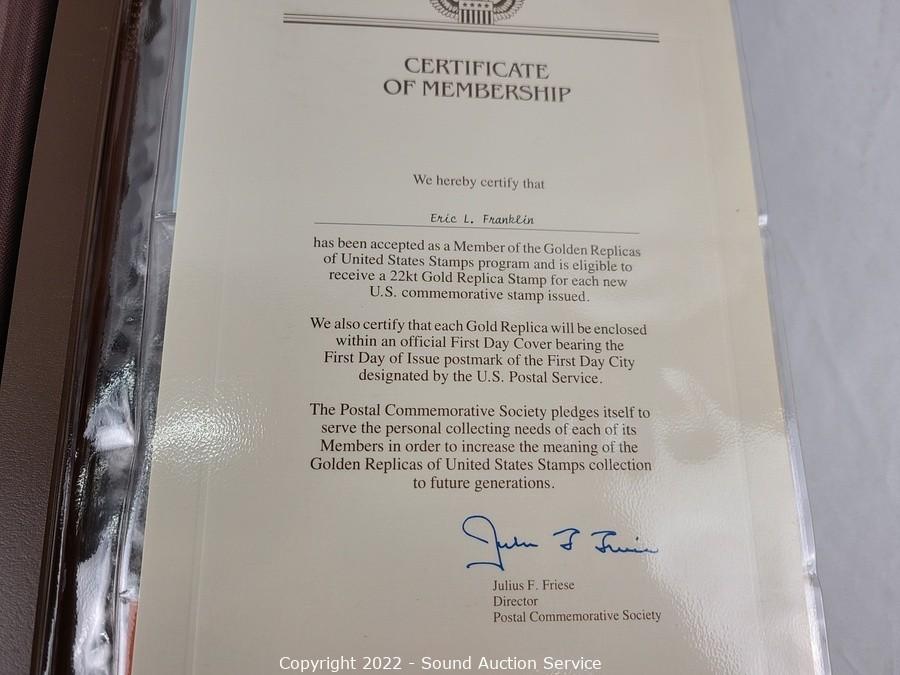 CERTIFICATE
OF MEMBERSHIP
We hereby certify that
Eric L. Franklin
has been accepted as a Member of the Golden Replicas
of United States Stamps program and is eligible to
receive a 22kt Gold Replica Stamp for each new
U.S. commemorative stamp issued.
We also certify that each Gold Replica will be enclosed
within an official First Day Cover bearing the
First Day of Issue postmark of the First Day City
designated by the U.S. Postal Service.
The Postal Commemorative Society pledges itself to
serve the personal collecting needs of each of its
Members in order to increase the meaning of the
Golden Replicas of United States Stamps collection
to future generations.
Julius F. Friese
Director
Postal Commemorative Society
Copyright 2022 - Sound Auction Service